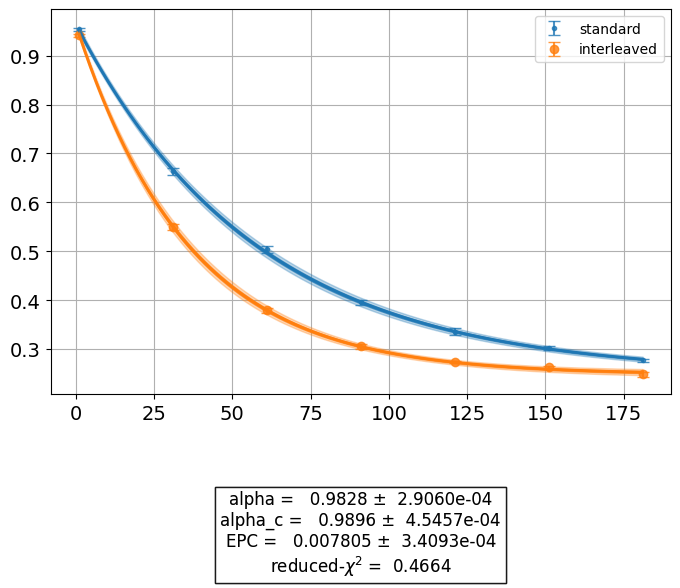 0.9
0.8
0.7
0.6
0.5
0.4
0.3
0
25
50
75
100
125
150
175
standard
interleaved
alpha = 0.9828 ± 2.9060e-04
alpha_c = 0.9896 ± 4.5457e-04
EPC = 0.007805 ± 3.4093e-04
reduced-χ² = 0.4664